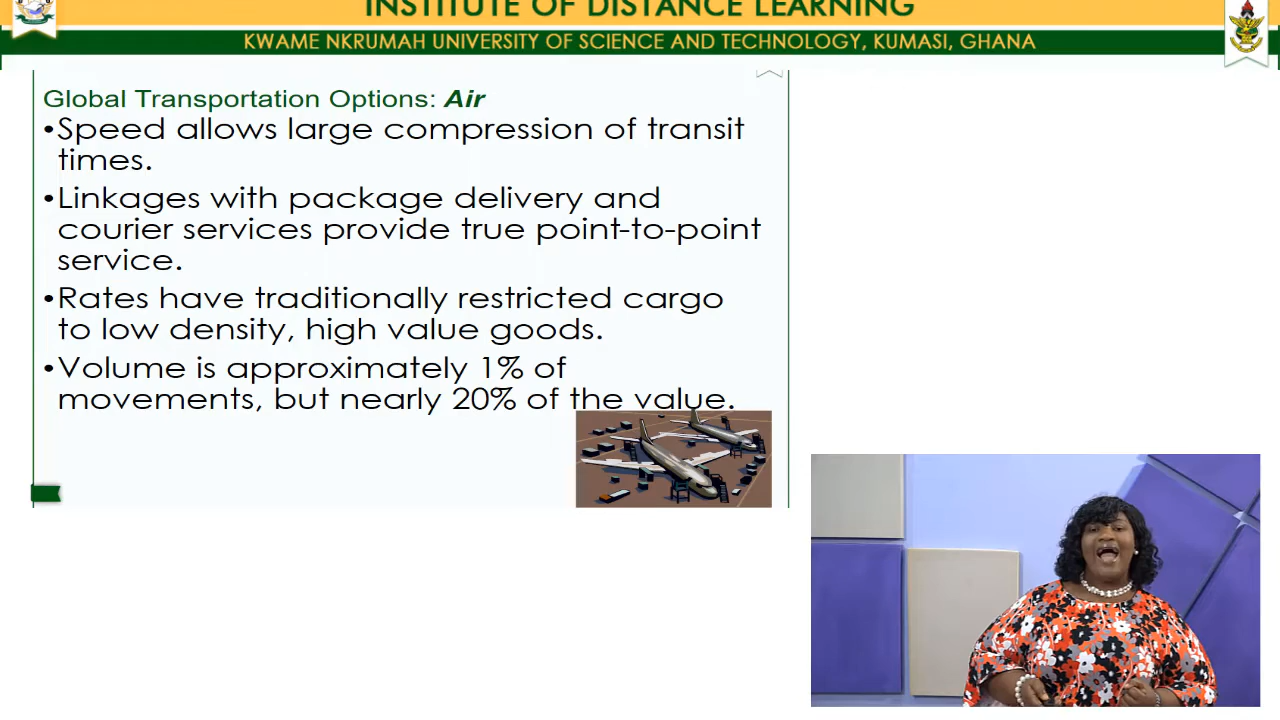 INSTITUTE OF DISTANCE LEARNING
KWAME NKRUMAH UNIVERSITY OF SCIENCE AND TECHNOLOGY, KUMASI, GHANA
Global Transportation Options: Air
•Speed allows large compression of transit
times.
•Linkages with package delivery and
courier services provide true point-to-point
service.
•Rates have traditionally restricted cargo
to low density, high value goods.
•Volume is approximately 1% of
movements, but nearly 20% of the value.